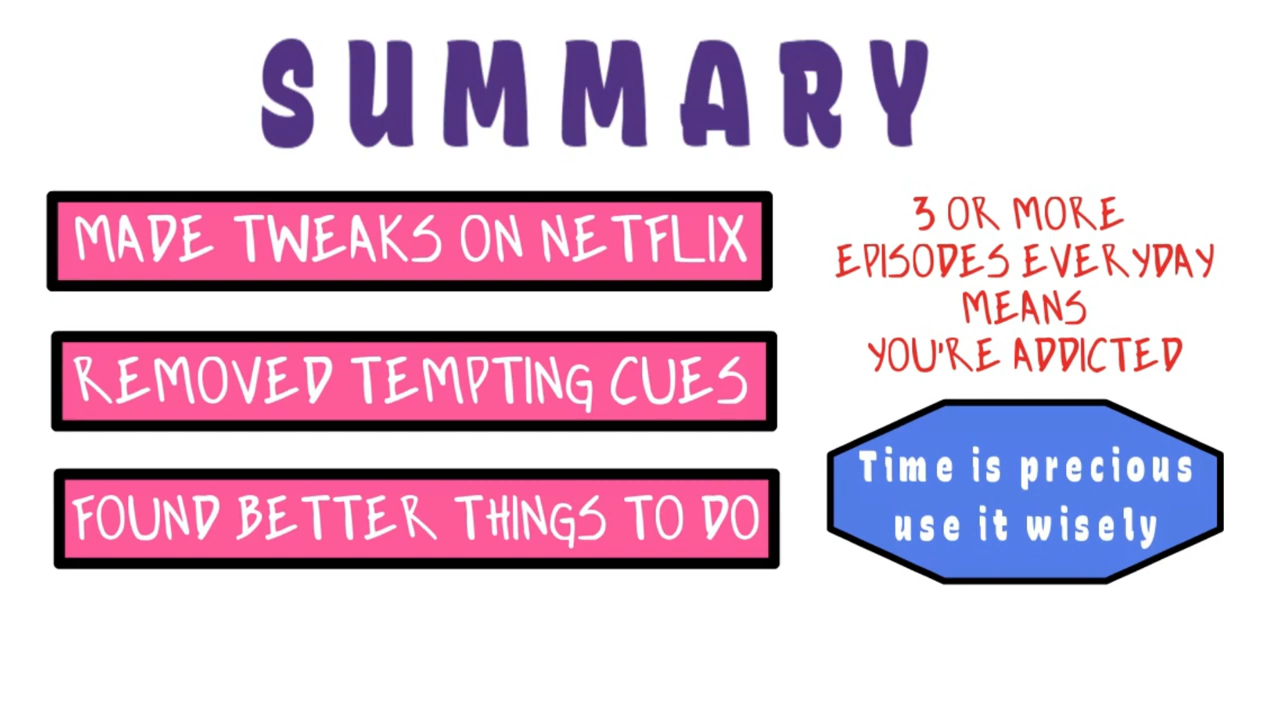 SUMMARY
MADE TWEAKS ON NETFLIX
REMOVED TEMPTING CUES
FOUND BETTER THINGS TO DO
3 OR MORE
EPISODES EVERYDAY
MEANS
YOU'RE ADDICTED
Time is precious
use it wisely